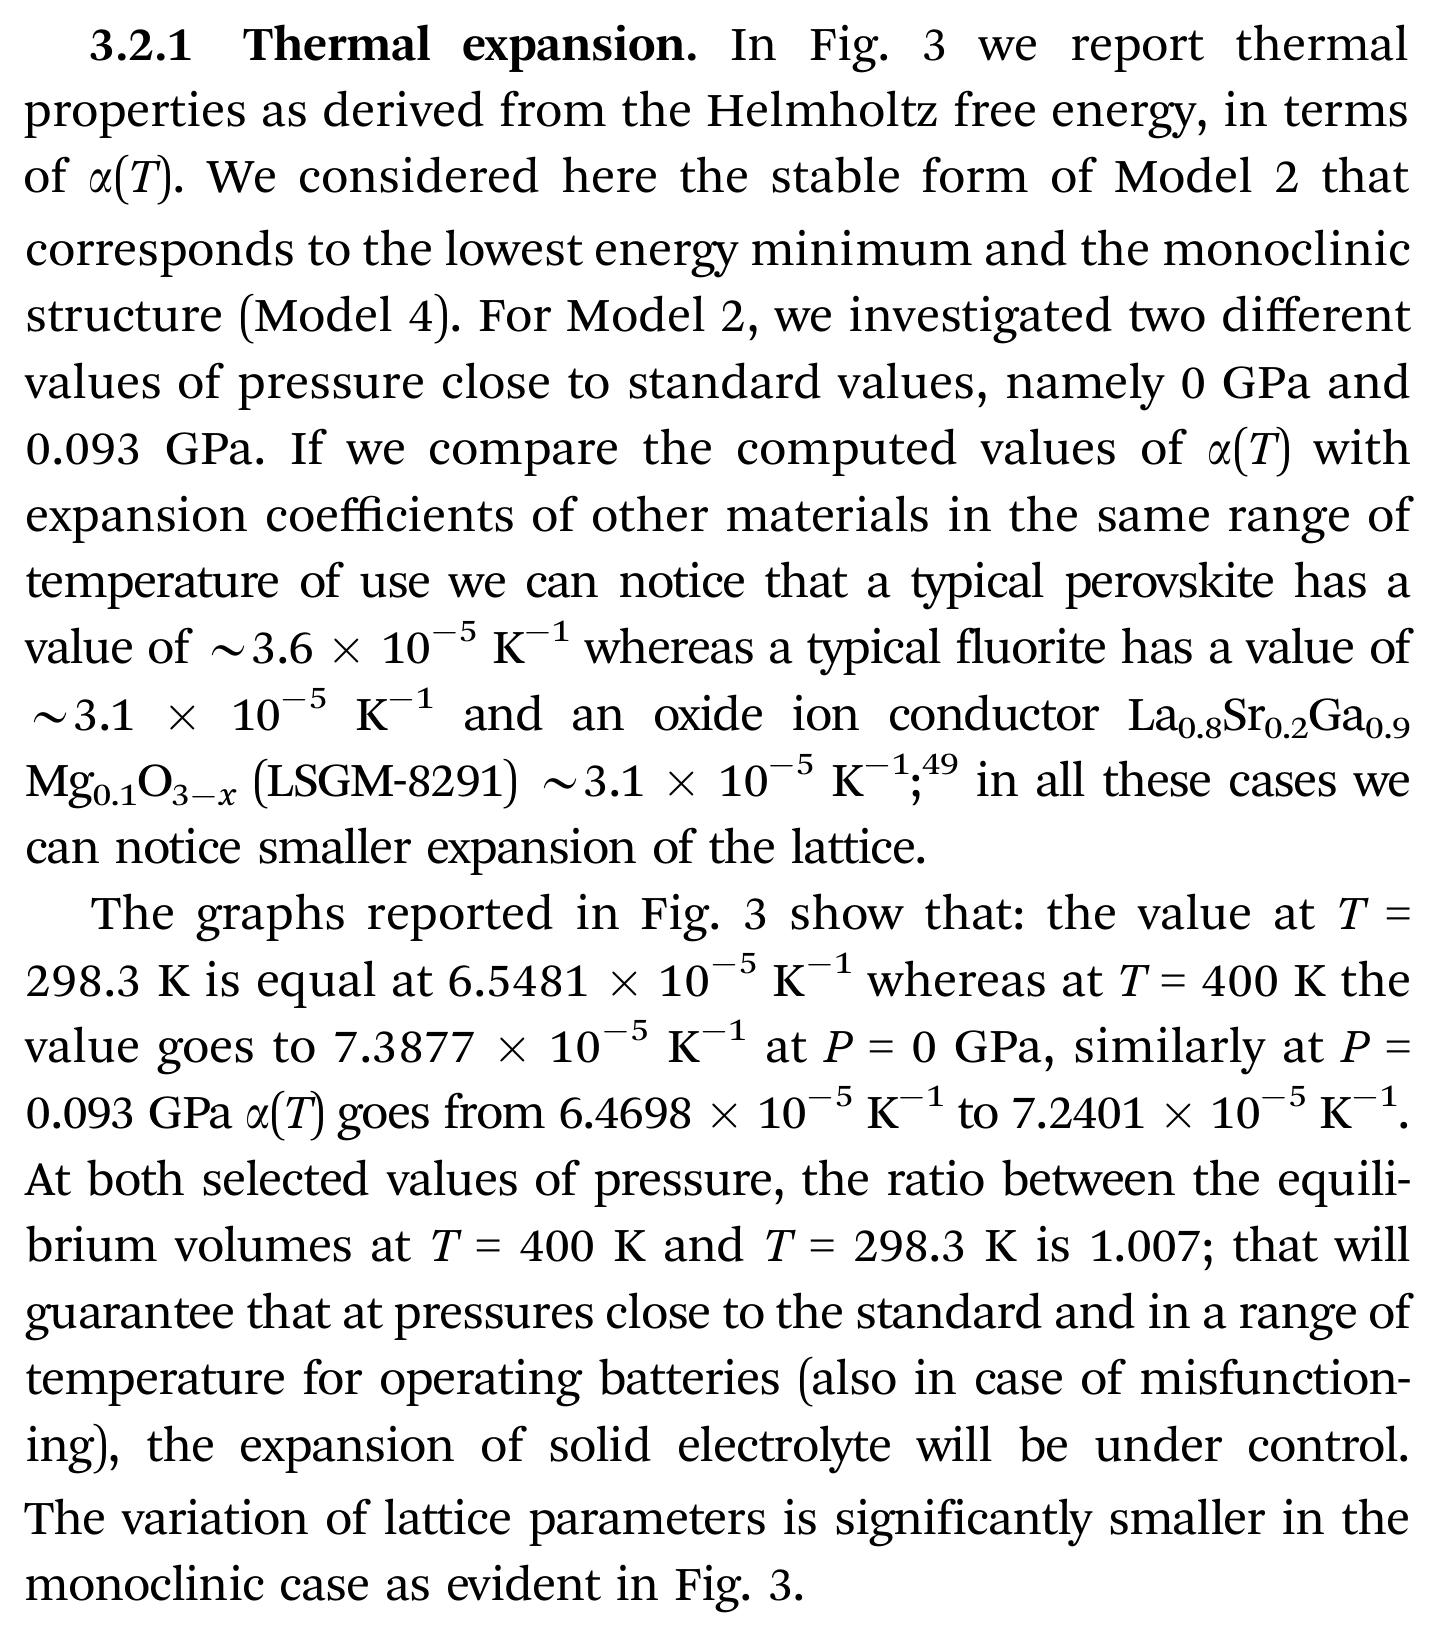 3.2.1 Thermal expansion. In Fig. 3 we report thermal
properties as derived from the Helmholtz free energy, in terms
of α(T). We considered here the stable form of Model 2 that
corresponds to the lowest energy minimum and the monoclinic
structure (Model 4). For Model 2, we investigated two different
values of pressure close to standard values, namely 0 GPa and
0.093 GPa. If we compare the computed values of α(T) with
expansion coefficients of other materials in the same range of
temperature of use we can notice that a typical perovskite has a
value of ~3.6 × 10⁻⁵ K⁻¹ whereas a typical fluorite has a value of
~3.1 × 10⁻⁵ K⁻¹ and an oxide ion conductor La₀.₈Sr₀.₂Ga₀.₉
Mg₀.₁O₃₋ₓ (LSGM-8291) ~3.1 × 10⁻⁵ K⁻¹;⁴⁹ in all these cases we
can notice smaller expansion of the lattice.
The graphs reported in Fig. 3 show that: the value at T =
298.3 K is equal at 6.5481 × 10⁻⁵ K⁻¹ whereas at T = 400 K the
value goes to 7.3877 × 10⁻⁵ K⁻¹ at P = 0 GPa, similarly at P =
0.093 GPa α(T) goes from 6.4698 × 10⁻⁵ K⁻¹ to 7.2401 × 10⁻⁵ K⁻¹.
At both selected values of pressure, the ratio between the equili-
brium volumes at T = 400 K and T = 298.3 K is 1.007; that will
guarantee that at pressures close to the standard and in a range of
temperature for operating batteries (also in case of misfunction-
ing), the expansion of solid electrolyte will be under control.
The variation of lattice parameters is significantly smaller in the
monoclinic case as evident in Fig. 3.